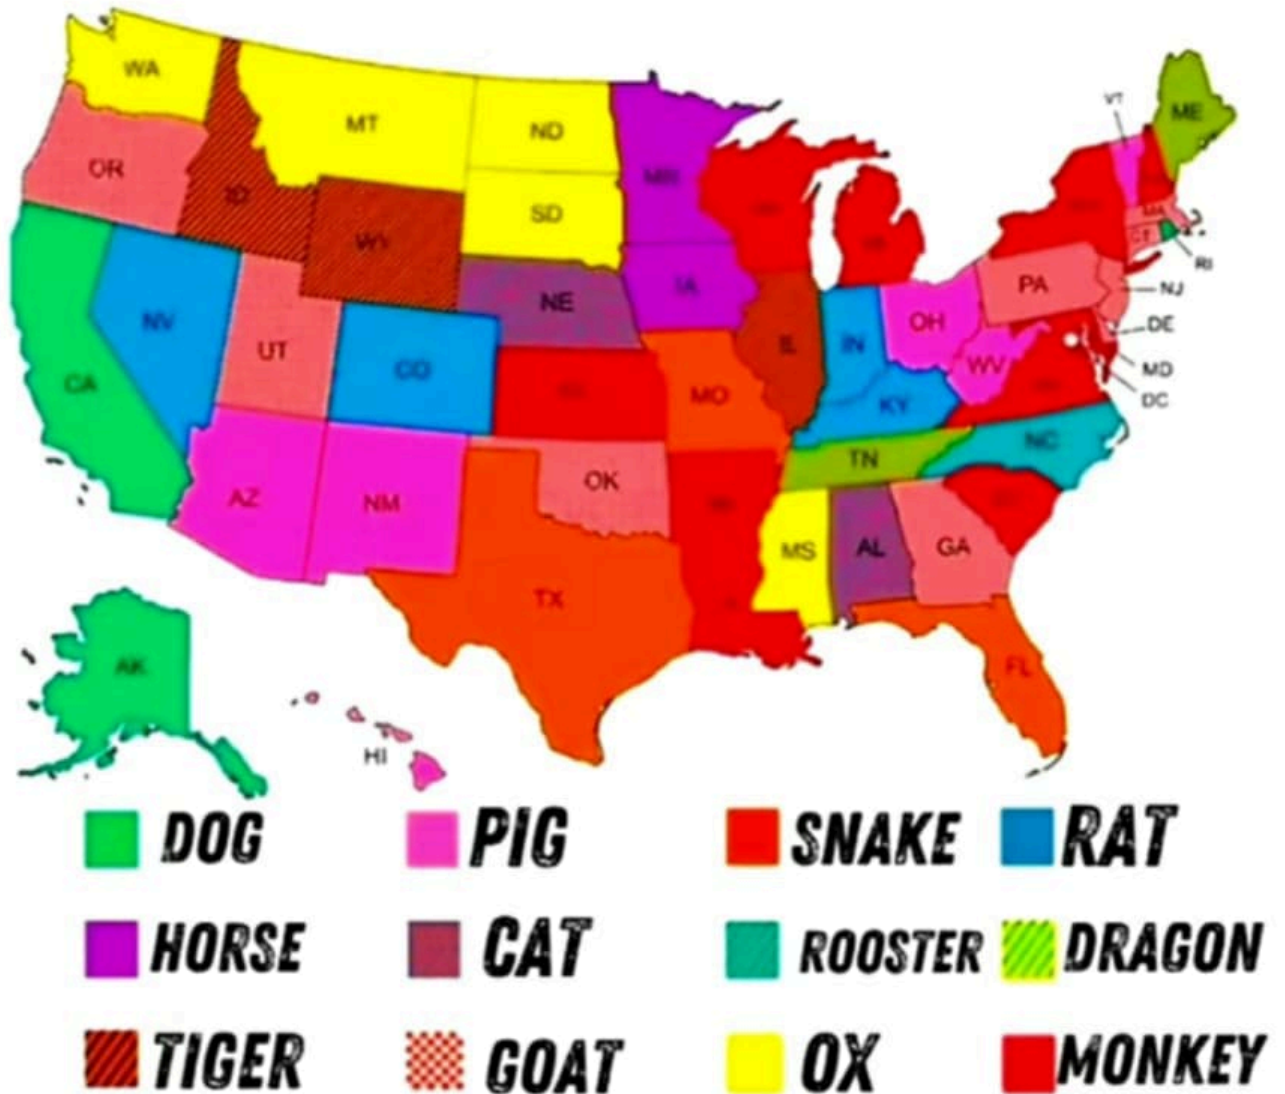 WA
MT
ND
OR
ID
SD
WY
NE
IA
NV
UT
CO
CA
AZ
NM
OK
TX
MO
IL
IN
OH
KY
WV
TN
NC
MS
AL
GA
FL
PA
VT
ME
MA
CT
RI
NJ
DE
MD
DC
AK
HI
DOG PIG SNAKE RAT
HORSE CAT ROOSTER DRAGON
TIGER GOAT OX MONKEY